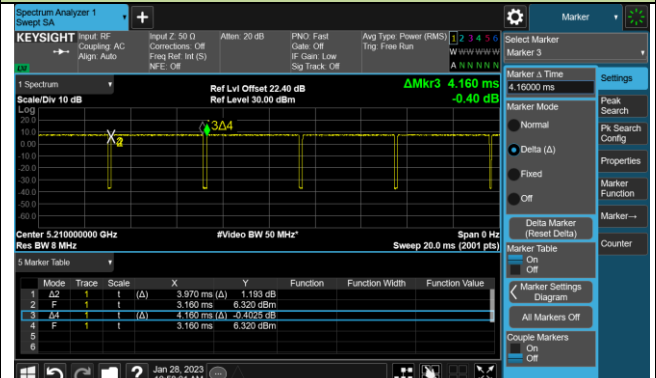 Spectrum Analyzer 1
Swept SA
Marker
KEYSIGHT
Input: RF
Coupling: AC
Align: Auto
Input Z: 50 Ω
Corrections: Off
Freq Ref: Int (S)
NFE: Off
Atten: 20 dB
PNO: Fast
Gate: Off
IF Gain: Low
Sig Track: Off
Avg Type: Power (RMS)
Trig: Free Run
1 2 3 4 5 6
W W W W W W
A N N N N N
LXI
Select Marker
Marker 3
1 Spectrum
Scale/Div 10 dB
Log
Ref Lvl Offset 22.40 dB
Ref Level 30.00 dBm
ΔMkr3 4.160 ms
-0.40 dB
20.0
10.0
0.00
-10.0
-20.0
-30.0
-40.0
-50.0
-60.0
3Δ4
Center 5.210000000 GHz
Res BW 8 MHz
#Video BW 50 MHz*
Span 0 Hz
Sweep 20.0 ms (2001 pts)
5 Marker Table
Mode Trace Scale X Y Function Function Width Function Value
1 Δ2 1 t (Δ) 3.970 ms (Δ) 1.193 dB
2 F 1 t 3.160 ms 6.320 dBm
3 Δ4 1 t (Δ) 4.160 ms (Δ) -0.4025 dB
4 F 1 t 3.160 ms 6.320 dBm
5
6
Marker Δ Time
4.16000 ms
Marker Mode
Normal
Delta (Δ)
Fixed
Off
Delta Marker
(Reset Delta)
Marker Table
On
Off
Marker Settings
Diagram
All Markers Off
Couple Markers
On
Off
Settings
Peak
Search
Pk Search
Config
Properties
Marker
Function
Marker→
Counter
Jan 28, 2023